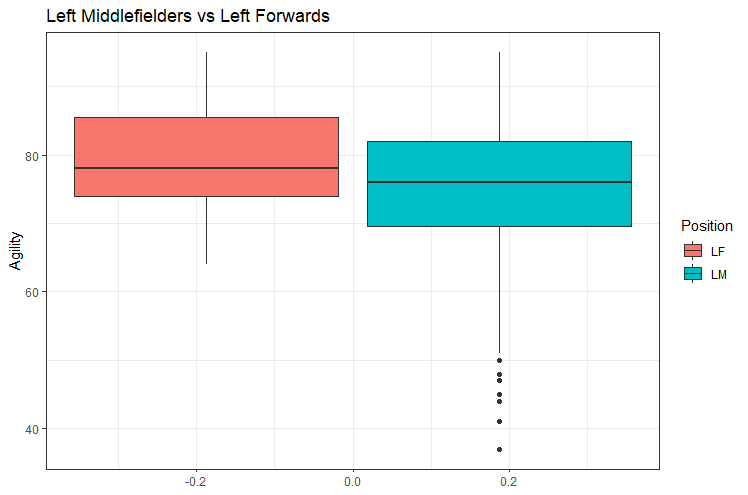 Left Middlefielders vs Left Forwards
Agility
80
60
40
-0.2
0.0
0.2
Position
LF
LM